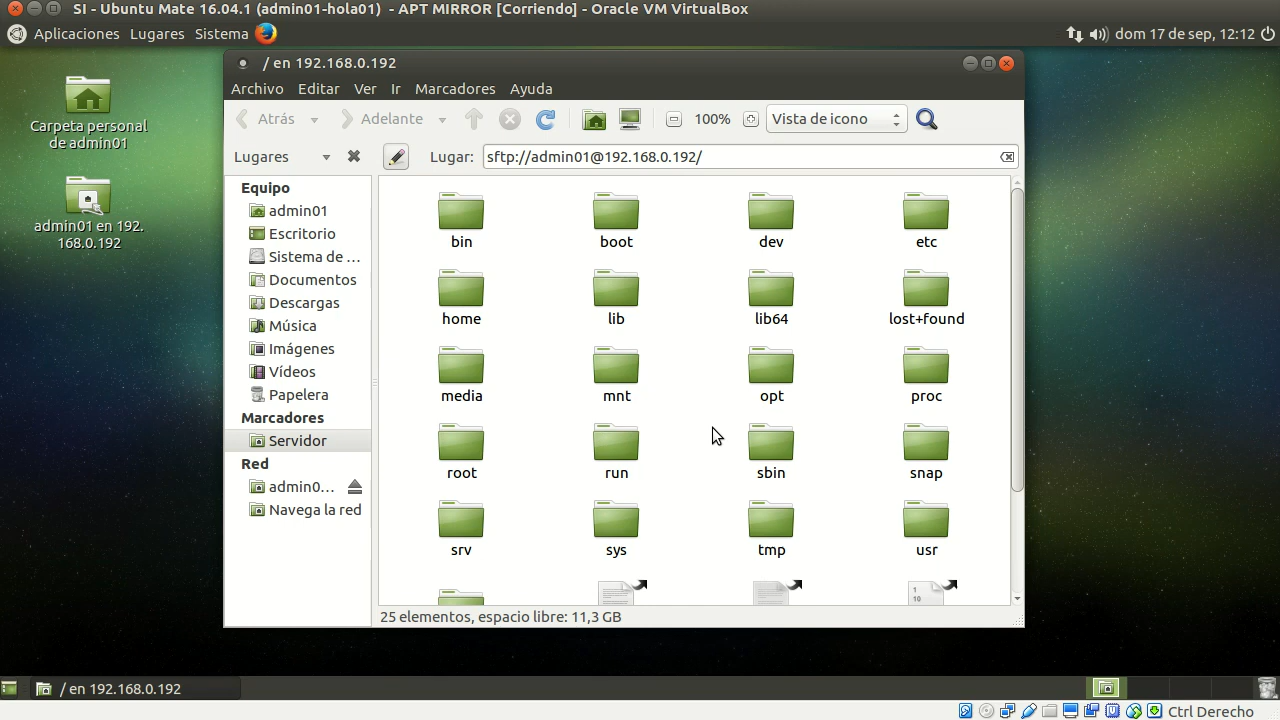 SI - Ubuntu Mate 16.04.1 (admin01-hola01)  - APT MIRROR [Corriendo] - Oracle VM VirtualBox
Aplicaciones Lugares Sistema
dom 17 de sep, 12:12
Carpeta personal
de admin01
admin01 en 192.
168.0.192
/ en 192.168.0.192
Archivo Editar Ver Ir Marcadores Ayuda
Atrás Adelante 100% Vista de icono
Lugares
Lugar: sftp://admin01@192.168.0.192/
Equipo
admin01
Escritorio
Sistema de ...
Documentos
Descargas
Música
Imágenes
Vídeos
Papelera
Marcadores
Servidor
Red
admin0...
Navega la red
bin boot dev etc
home lib lib64 lost+found
media mnt opt proc
root run sbin snap
srv sys tmp usr
1
10
25 elementos, espacio libre: 11,3 GB
/ en 192.168.0.192
Ctrl Derecho